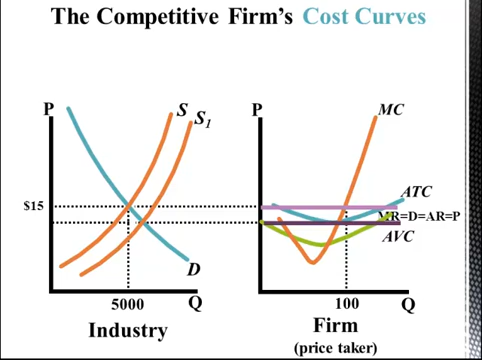 The Competitive Firm's Cost Curves
P
S
S1
P
MC
$15
ATC
MR=D=AR=P
AVC
D
5000
Q
100
Q
Industry
Firm
(price taker)